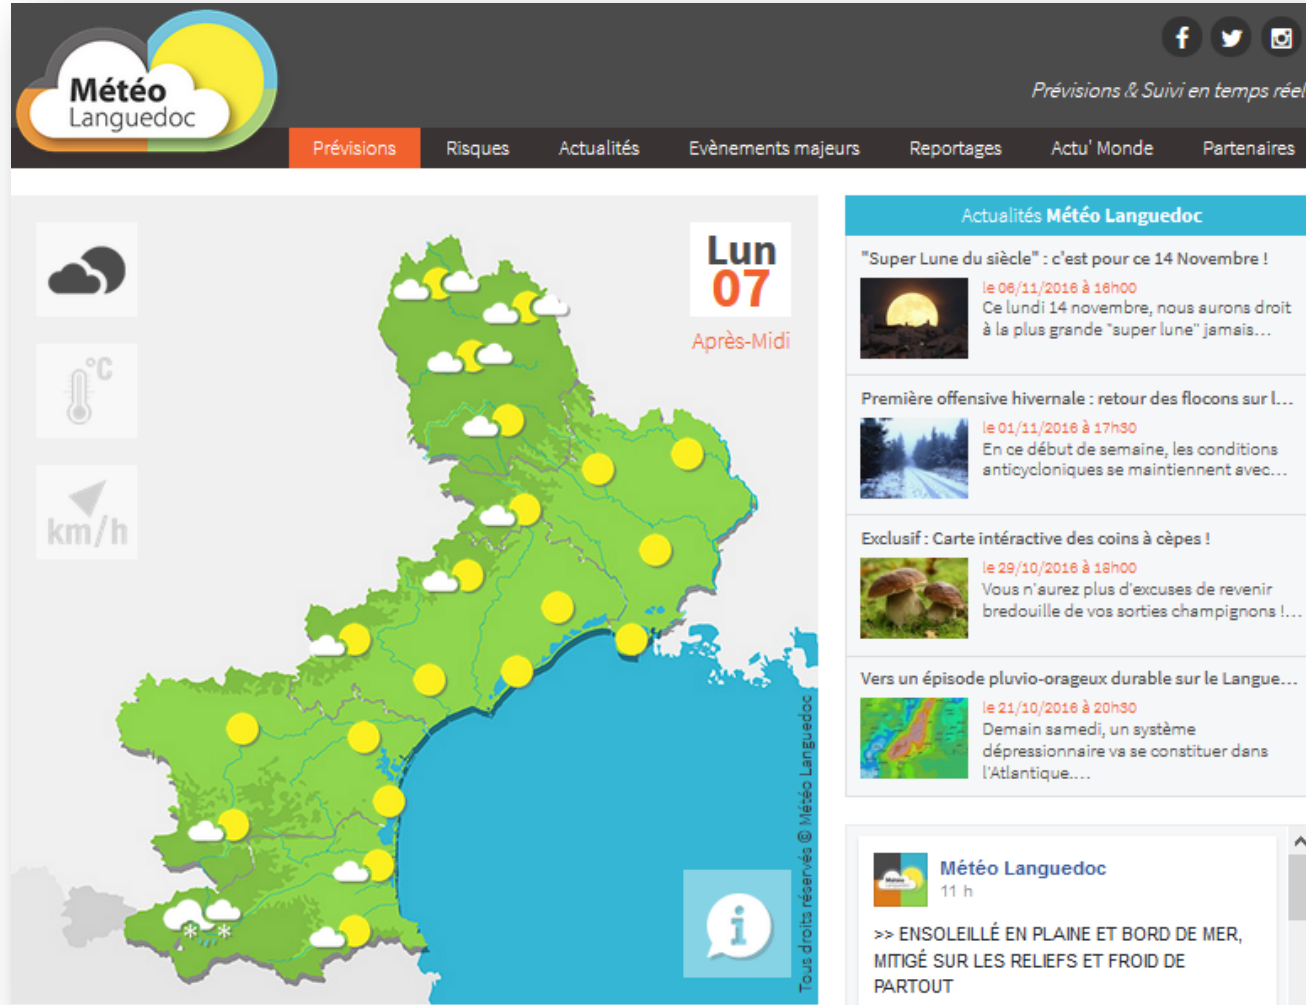 Météo
Languedoc
Prévisions & Suivi en temps réel
Prévisions
Risques
Actualités
Evènements majeurs
Reportages
Actu' Monde
Partenaires
°C
km/h
Lun
07
Après-Midi
Tous droits réservés © Météo Languedoc
Actualités Météo Languedoc
"Super Lune du siècle" : c'est pour ce 14 Novembre !
le 06/11/2016 à 16h00
Ce lundi 14 novembre, nous aurons droit
à la plus grande "super lune" jamais...
Première offensive hivernale : retour des flocons sur l...
le 01/11/2016 à 17h30
En ce début de semaine, les conditions
anticycloniques se maintiennent avec...
Exclusif : Carte intéractive des coins à cèpes !
le 29/10/2016 à 18h00
Vous n'aurez plus d'excuses de revenir
bredouille de vos sorties champignons !...
Vers un épisode pluvio-orageux durable sur le Langue...
le 21/10/2016 à 20h30
Demain samedi, un système
dépressionnaire va se constituer dans
l'Atlantique....
Météo Languedoc
11 h
>> ENSOLEILLÉ EN PLAINE ET BORD DE MER,
MITIGÉ SUR LES RELIEFS ET FROID DE
PARTOUT